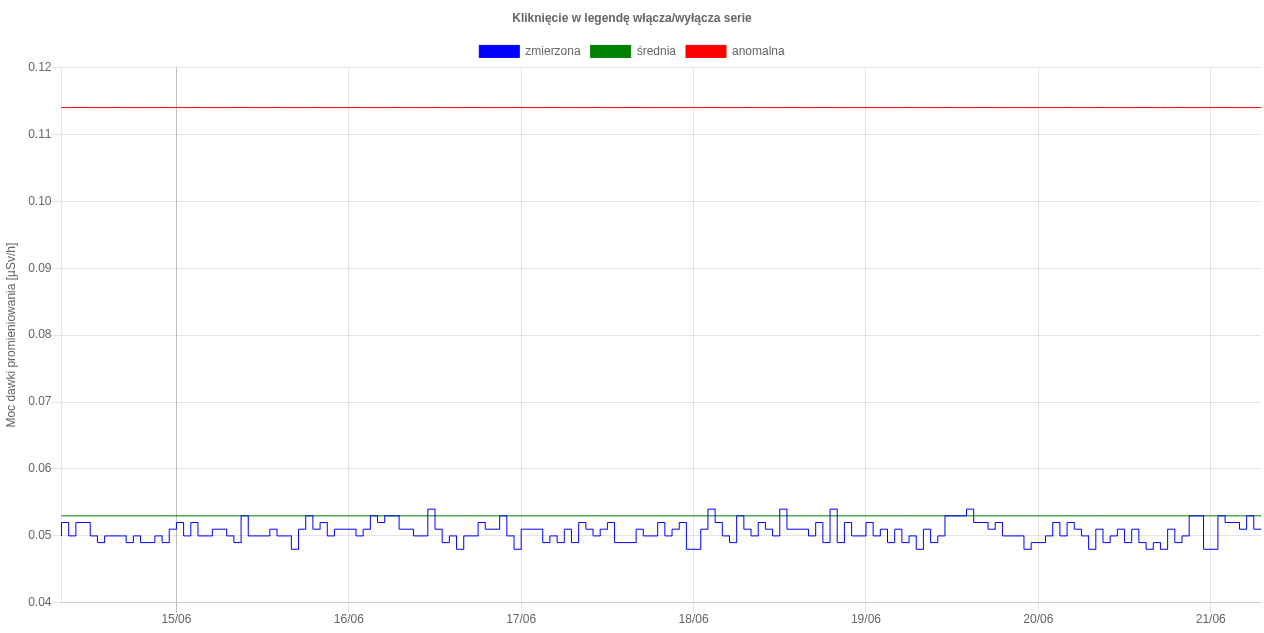 Kliknięcie w legendę włącza/wyłącza serie
zmierzona średnia anomalna
Moc dawki promieniowania [µSv/h]
0.12
0.11
0.10
0.09
0.08
0.07
0.06
0.05
0.04
15/06 16/06 17/06 18/06 19/06 20/06 21/06